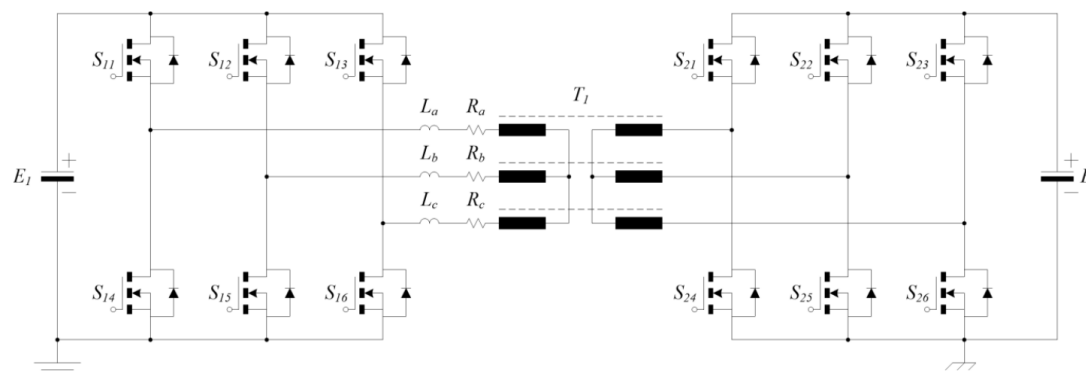 S11 S12 S13 S21 S22 S23
T1
La Ra
Lb Rb
E1 +
−
+
−
Lc Rc
S14 S15 S16 S24 S25 S26